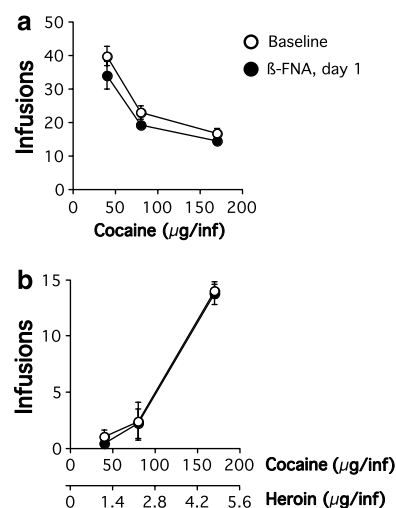 a
50
40
30
20
10
0
Infusions
0 50 100 150 200
Cocaine (µg/inf)
Baseline
ß-FNA, day 1
b
15
10
5
0
Infusions
0 50 100 150 200
Cocaine (µg/inf)
0 1.4 2.8 4.2 5.6
Heroin (µg/inf)